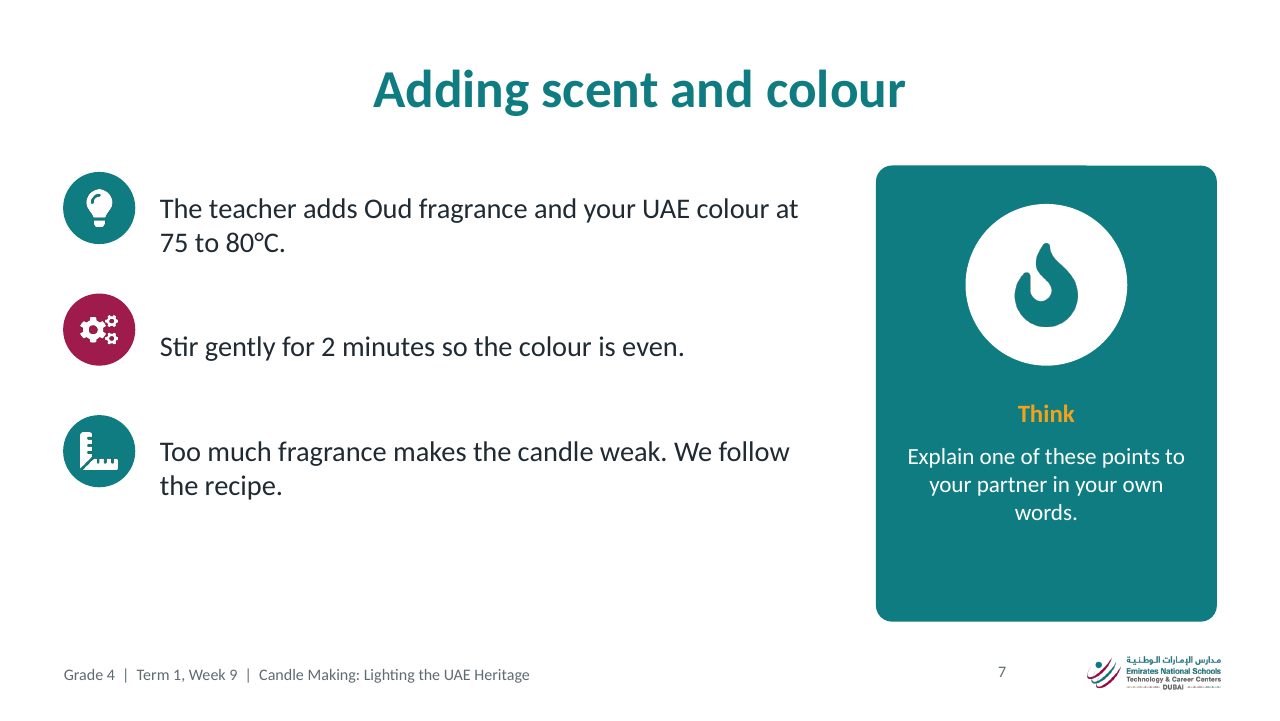 Adding scent and colour
The teacher adds Oud fragrance and your UAE colour at
75 to 80°C.
Stir gently for 2 minutes so the colour is even.
Too much fragrance makes the candle weak. We follow
the recipe.
Think
Explain one of these points to
your partner in your own
words.
Grade 4 | Term 1, Week 9 | Candle Making: Lighting the UAE Heritage
7
مدارس الإمارات الوطنية
Emirates National Schools
Technology & Career Centers
DUBAI